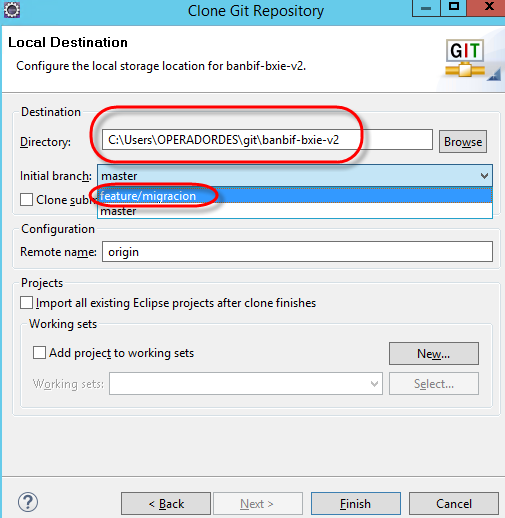 Clone Git Repository
Local Destination
Configure the local storage location for banbif-bxie-v2.
GIT
Destination
Directory: C:\Users\OPERADORDES\git\banbif-bxie-v2 Browse
Initial branch: master
feature/migracion
Clone sub
master
Configuration
Remote name: origin
Projects
Import all existing Eclipse projects after clone finishes
Working sets
Add project to working sets New...
Working sets: Select...
? < Back Next > Finish Cancel